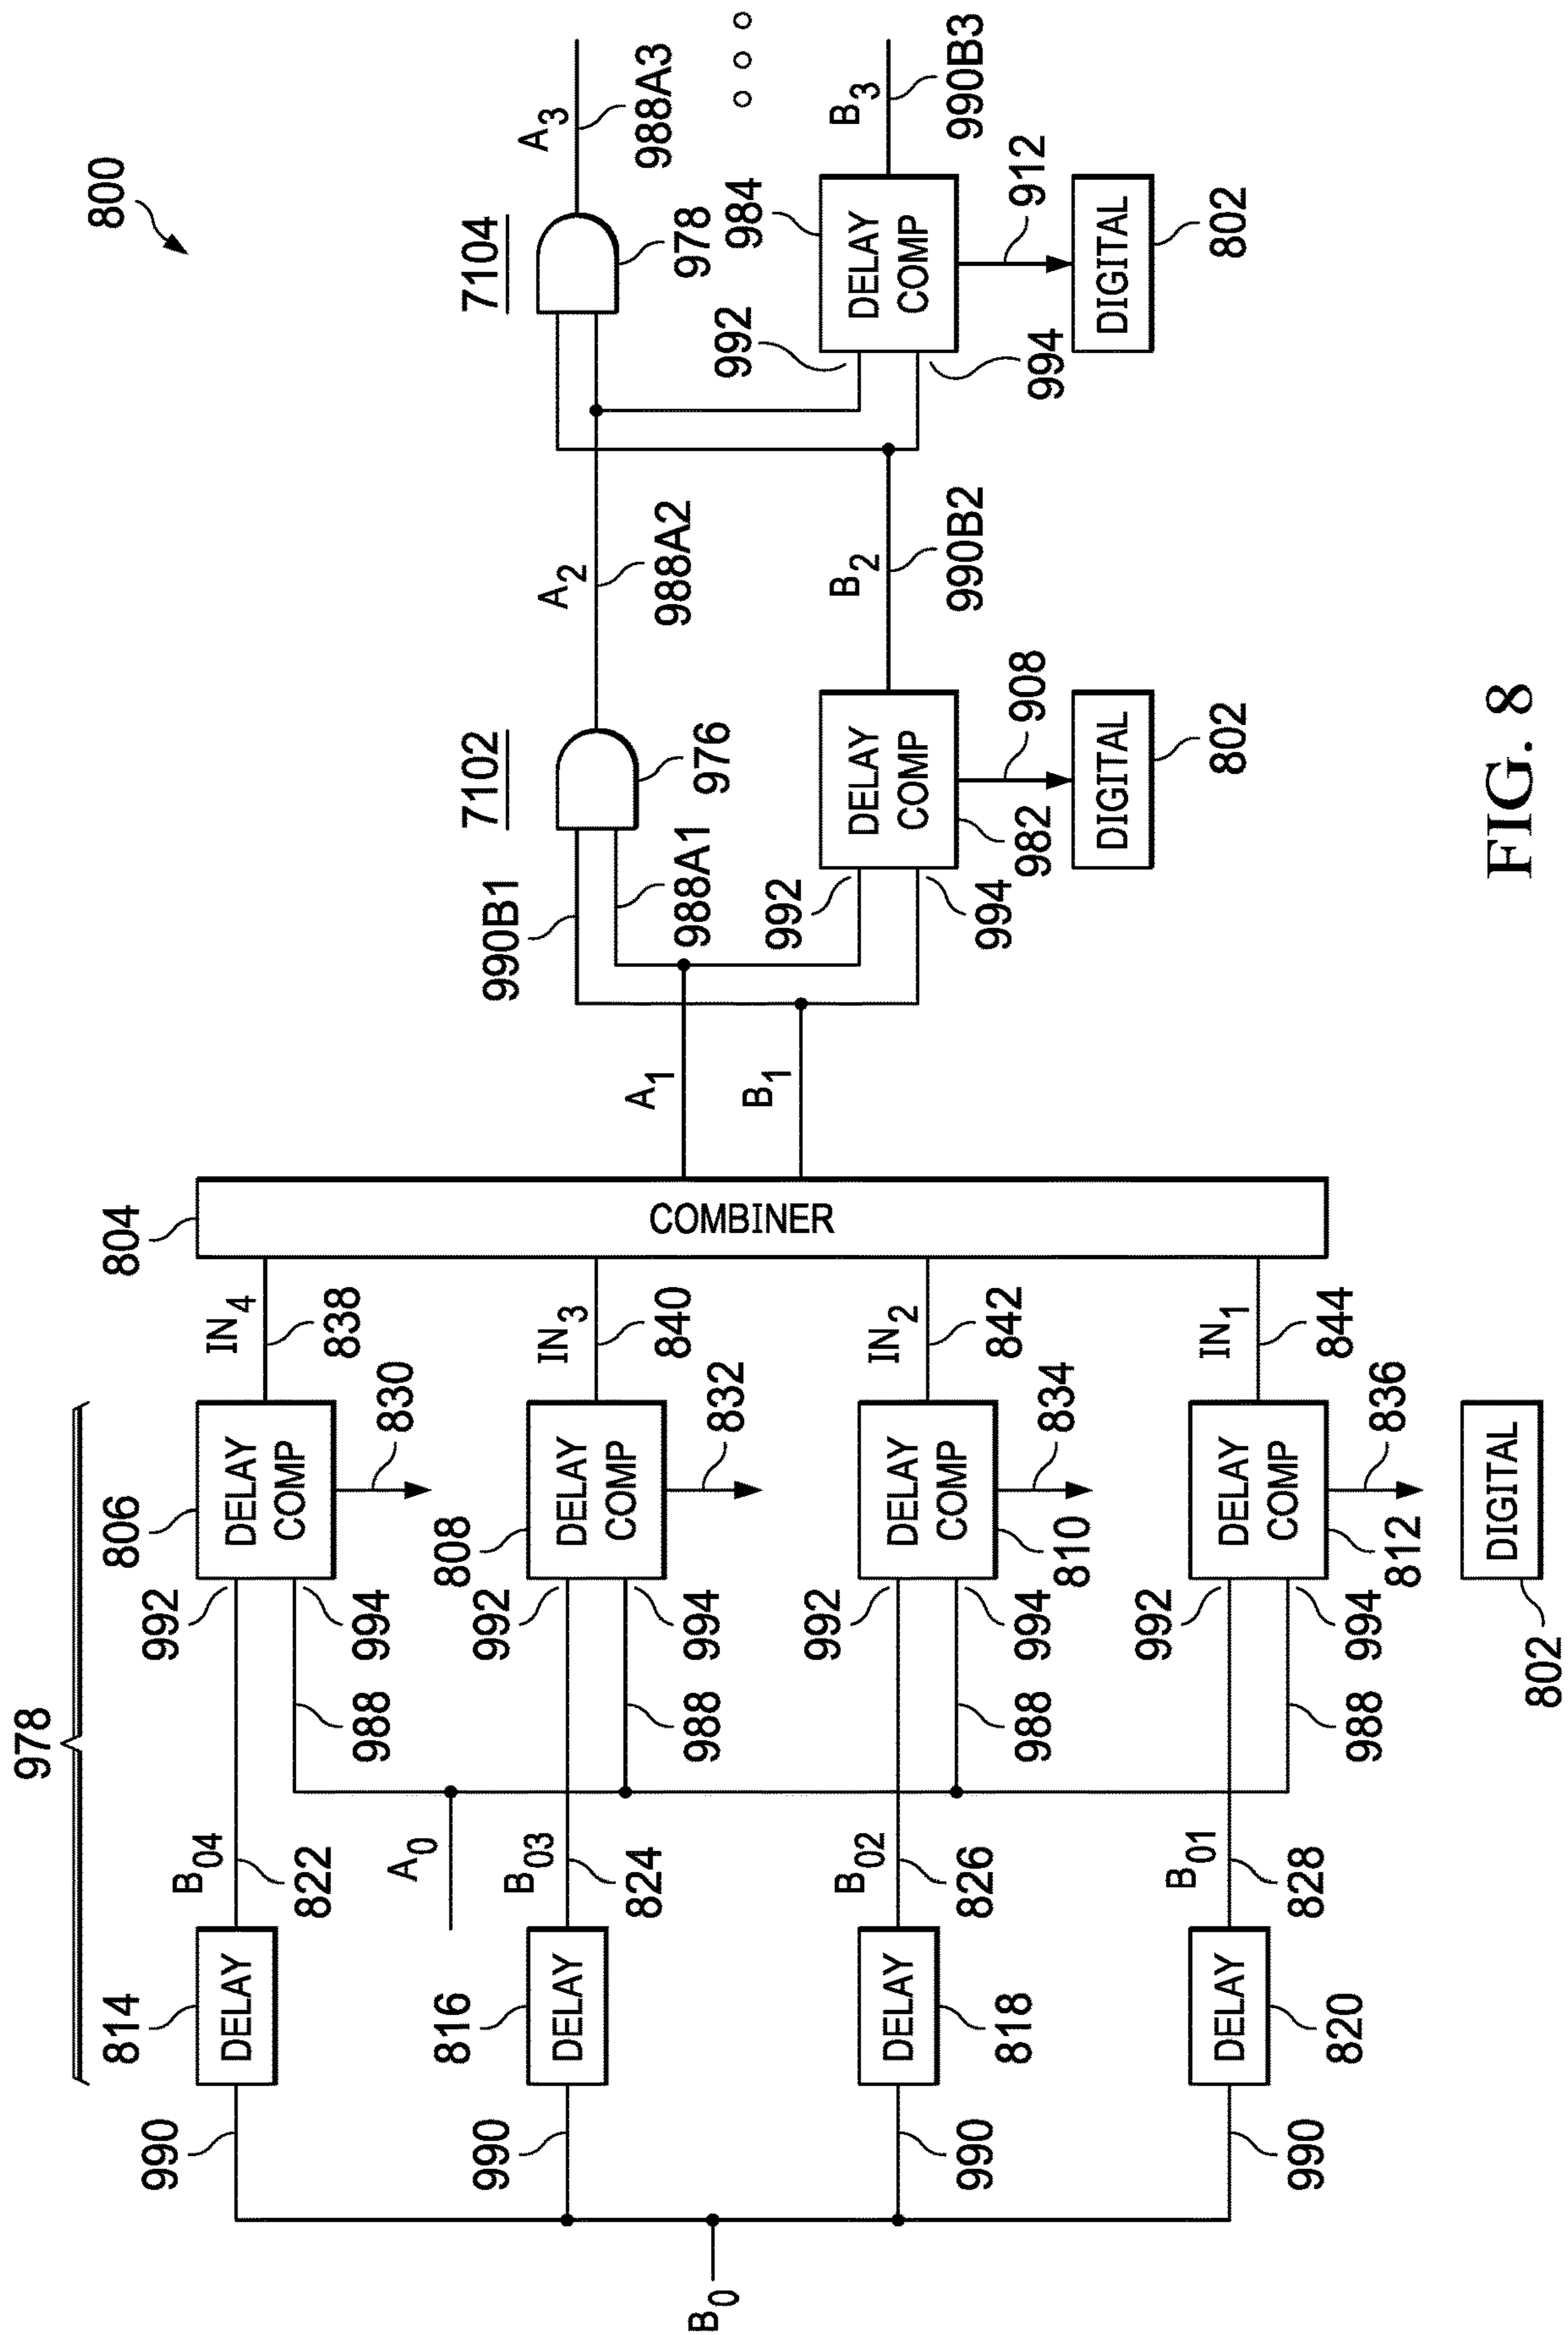 800
978
B0
990
814
DELAY
B04
822
992
806
DELAY
COMP
994
988
830
IN4
838
A0
990
816
DELAY
B03
824
992
808
DELAY
COMP
994
988
832
IN3
840
990
818
DELAY
B02
826
992
DELAY
COMP
810
994
988
834
IN2
842
990
820
DELAY
B01
828
992
DELAY
COMP
812
994
988
836
IN1
844
DIGITAL
802
804
COMBINER
A1
B1
990B1
988A1
7102
976
992
994
DELAY
COMP
982
908
DIGITAL
802
A2
988A2
B2
990B2
7104
978
992
994
984
DELAY
COMP
912
DIGITAL
802
A3
988A3
B3
990B3
FIG. 8